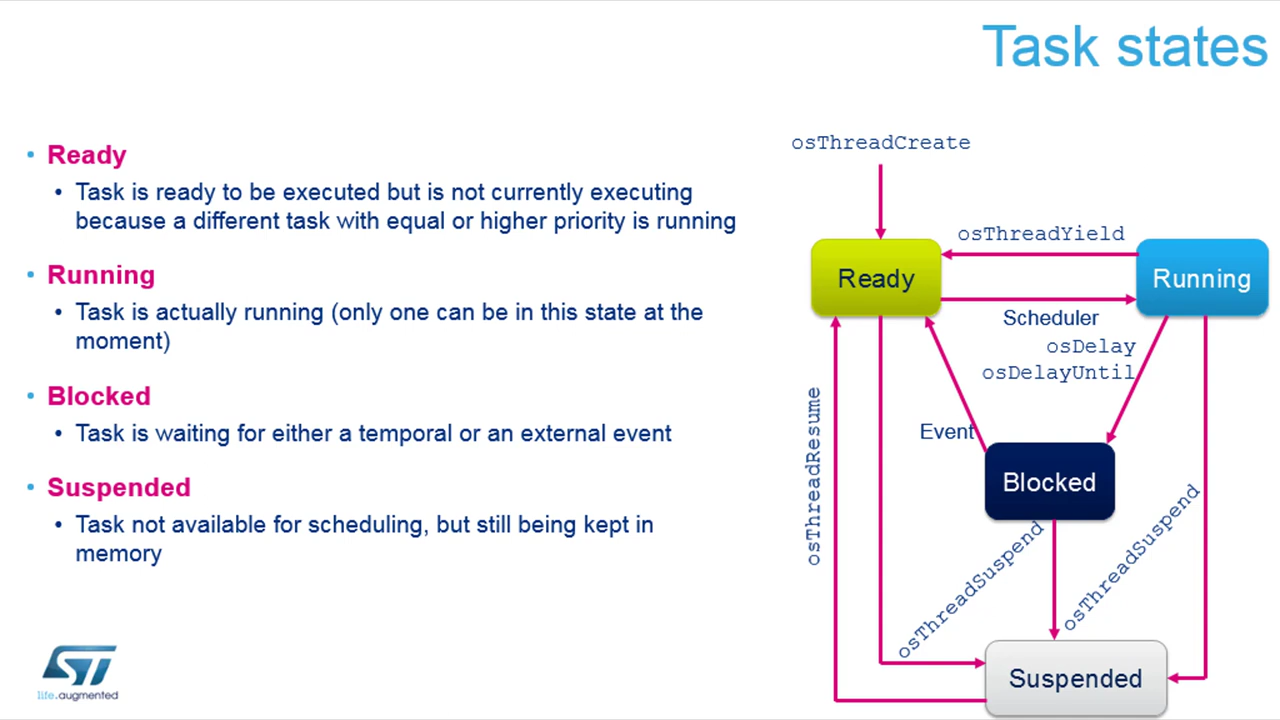 Task states
• Ready
• Task is ready to be executed but is not currently executing
because a different task with equal or higher priority is running
• Running
• Task is actually running (only one can be in this state at the
moment)
• Blocked
• Task is waiting for either a temporal or an external event
• Suspended
• Task not available for scheduling, but still being kept in
memory
osThreadCreate
osThreadYield
Ready
Running
Scheduler
osDelay
osDelayUntil
osThreadResume
Event
Blocked
osThreadSuspend
osThreadSuspend
Suspended
ST
life.augmented